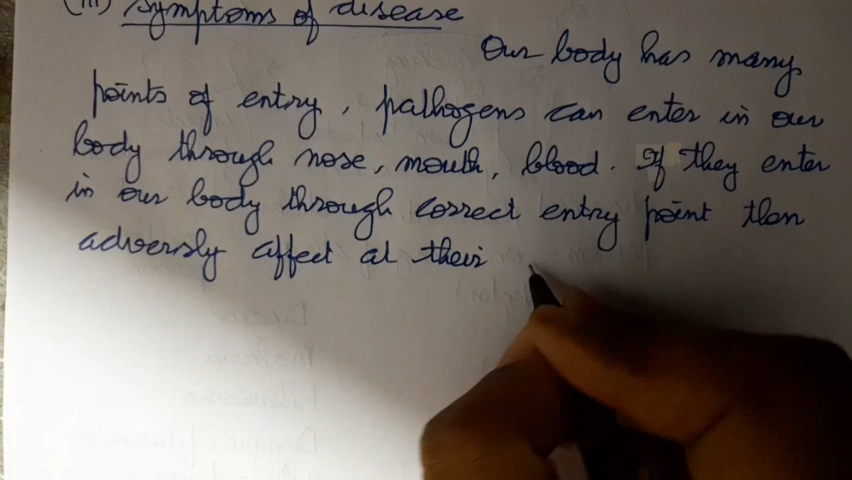 (iii) Symptoms of disease
Our body has many
points of entry, pathogens can enter in our
body through nose, mouth, blood. If they enter
in our body through correct entry point then
adversly affect at their